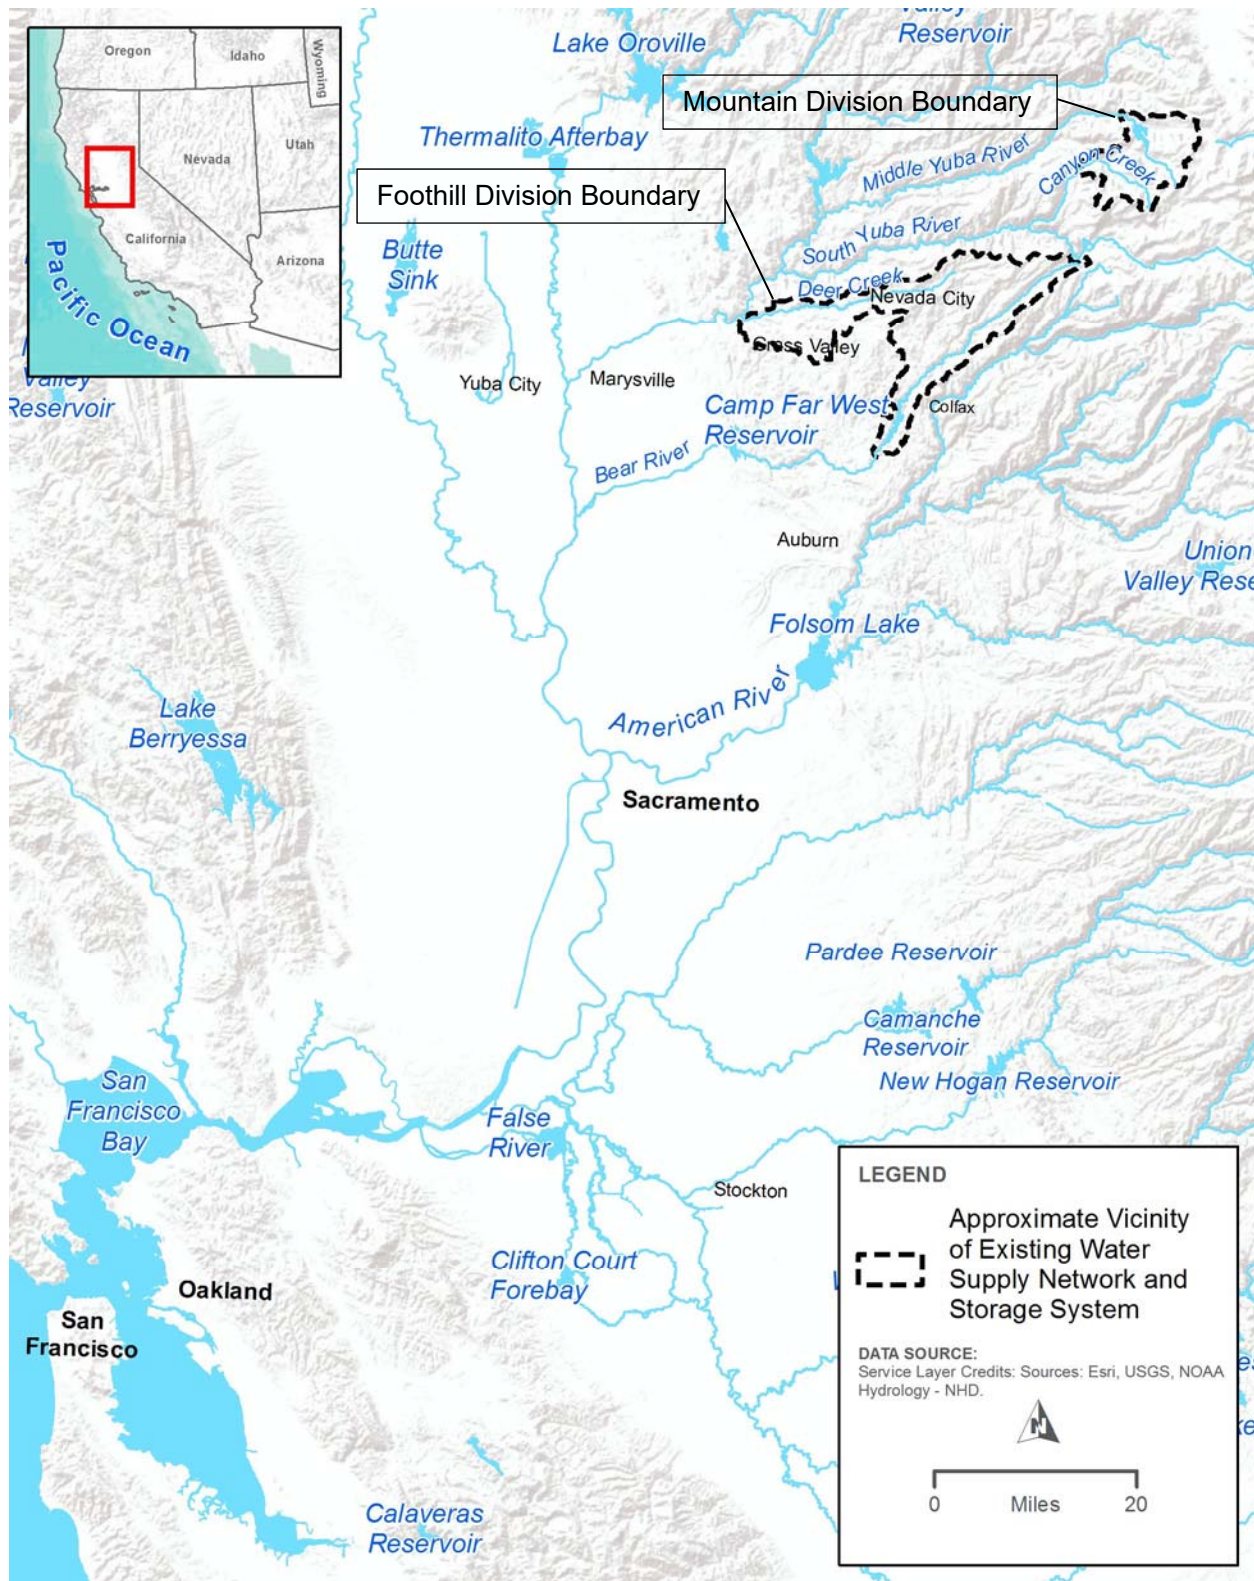 Valley
Reservoir
Lake Oroville
Oregon
Idaho
Wyoming
Nevada
Utah
California
Arizona
Pacific Ocean
Mountain Division Boundary
Thermalito Afterbay
Middle Yuba River
Canyon Creek
Foothill Division Boundary
Butte
Sink
South Yuba River
Deer Creek
Nevada City
Grass Valley
Valley
Reservoir
Yuba City
Marysville
Camp Far West
Reservoir
Colfax
Bear River
Auburn
Union
Valley Rese
Folsom Lake
American River
Lake
Berryessa
Sacramento
Pardee Reservoir
Camanche
Reservoir
New Hogan Reservoir
San
Francisco
Bay
False
River
Stockton
Clifton Court
Forebay
Oakland
San
Francisco
Calaveras
Reservoir
LEGEND
Approximate Vicinity
of Existing Water
Supply Network and
Storage System
DATA SOURCE:
Service Layer Credits: Sources: Esri, USGS, NOAA
Hydrology - NHD.
N
0 Miles 20